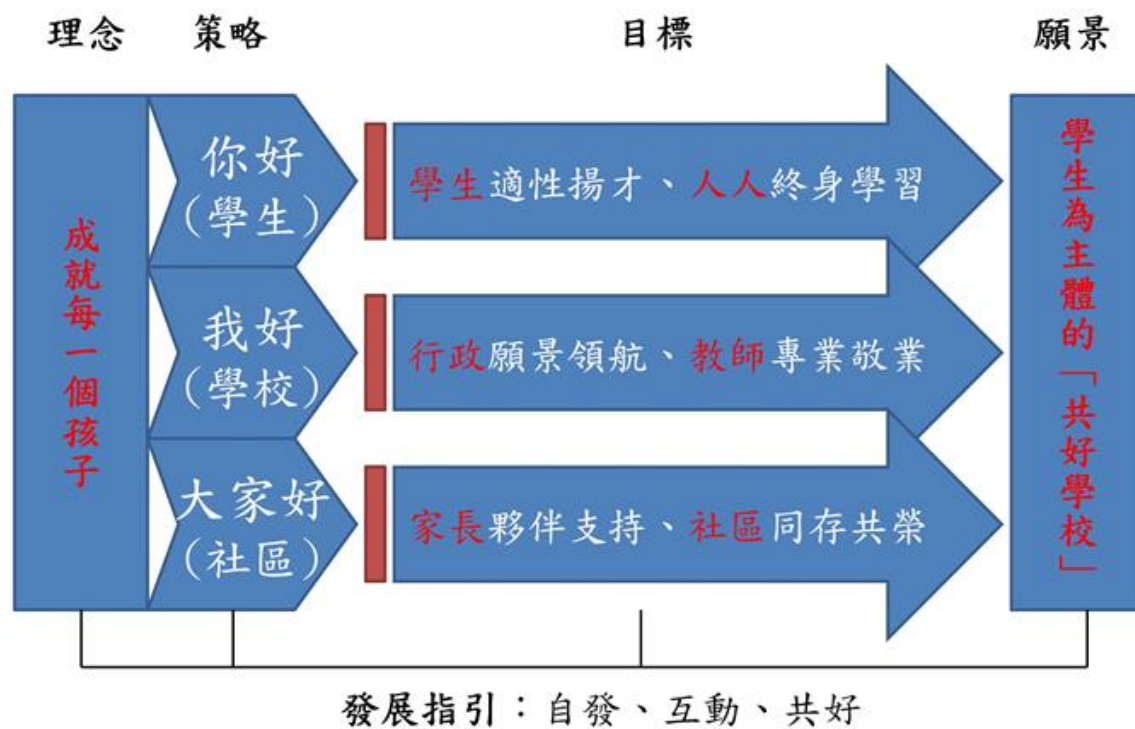 理念 策略 目標 願景
成就每一個孩子
你好
(學生)
學生適性揚才、人人終身學習
我好
(學校)
行政願景領航、教師專業敬業
大家好
(社區)
家長夥伴支持、社區同存共榮
學生為主體的「共好學校」
發展指引：自發、互動、共好